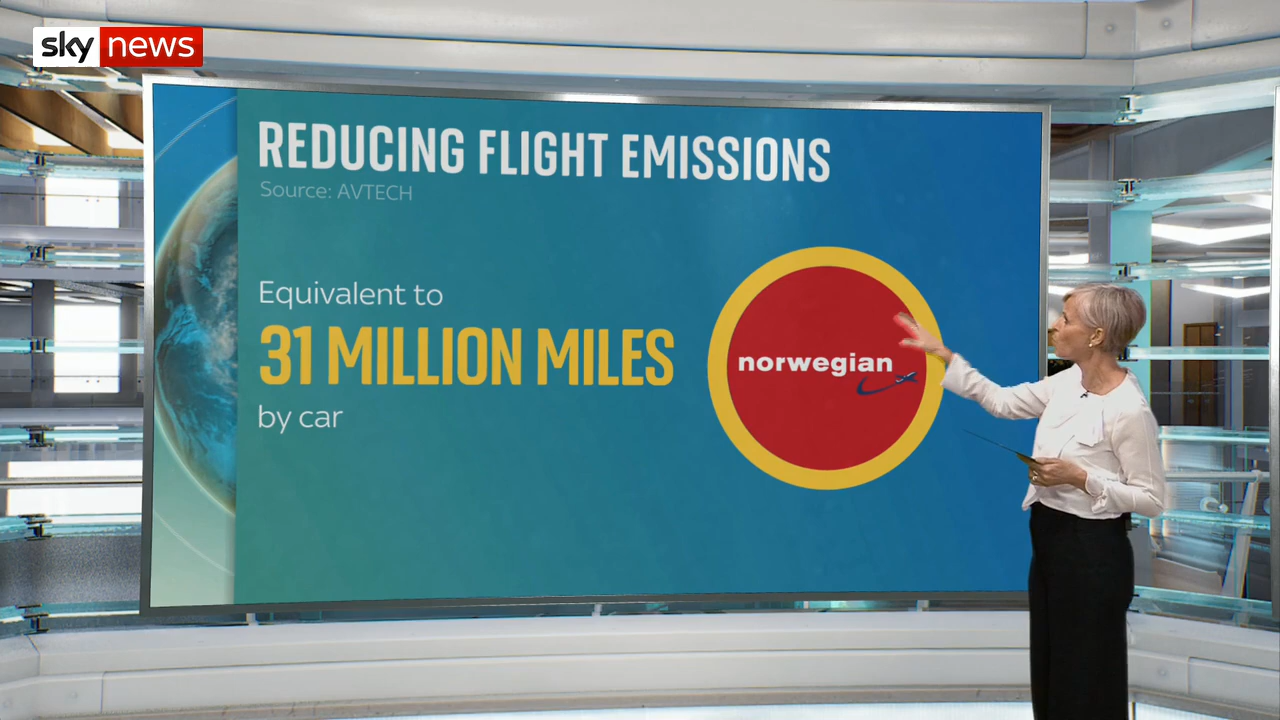 sky news
REDUCING FLIGHT EMISSIONS
Source: AVTECH
Equivalent to
31 MILLION MILES
by car
norwegian